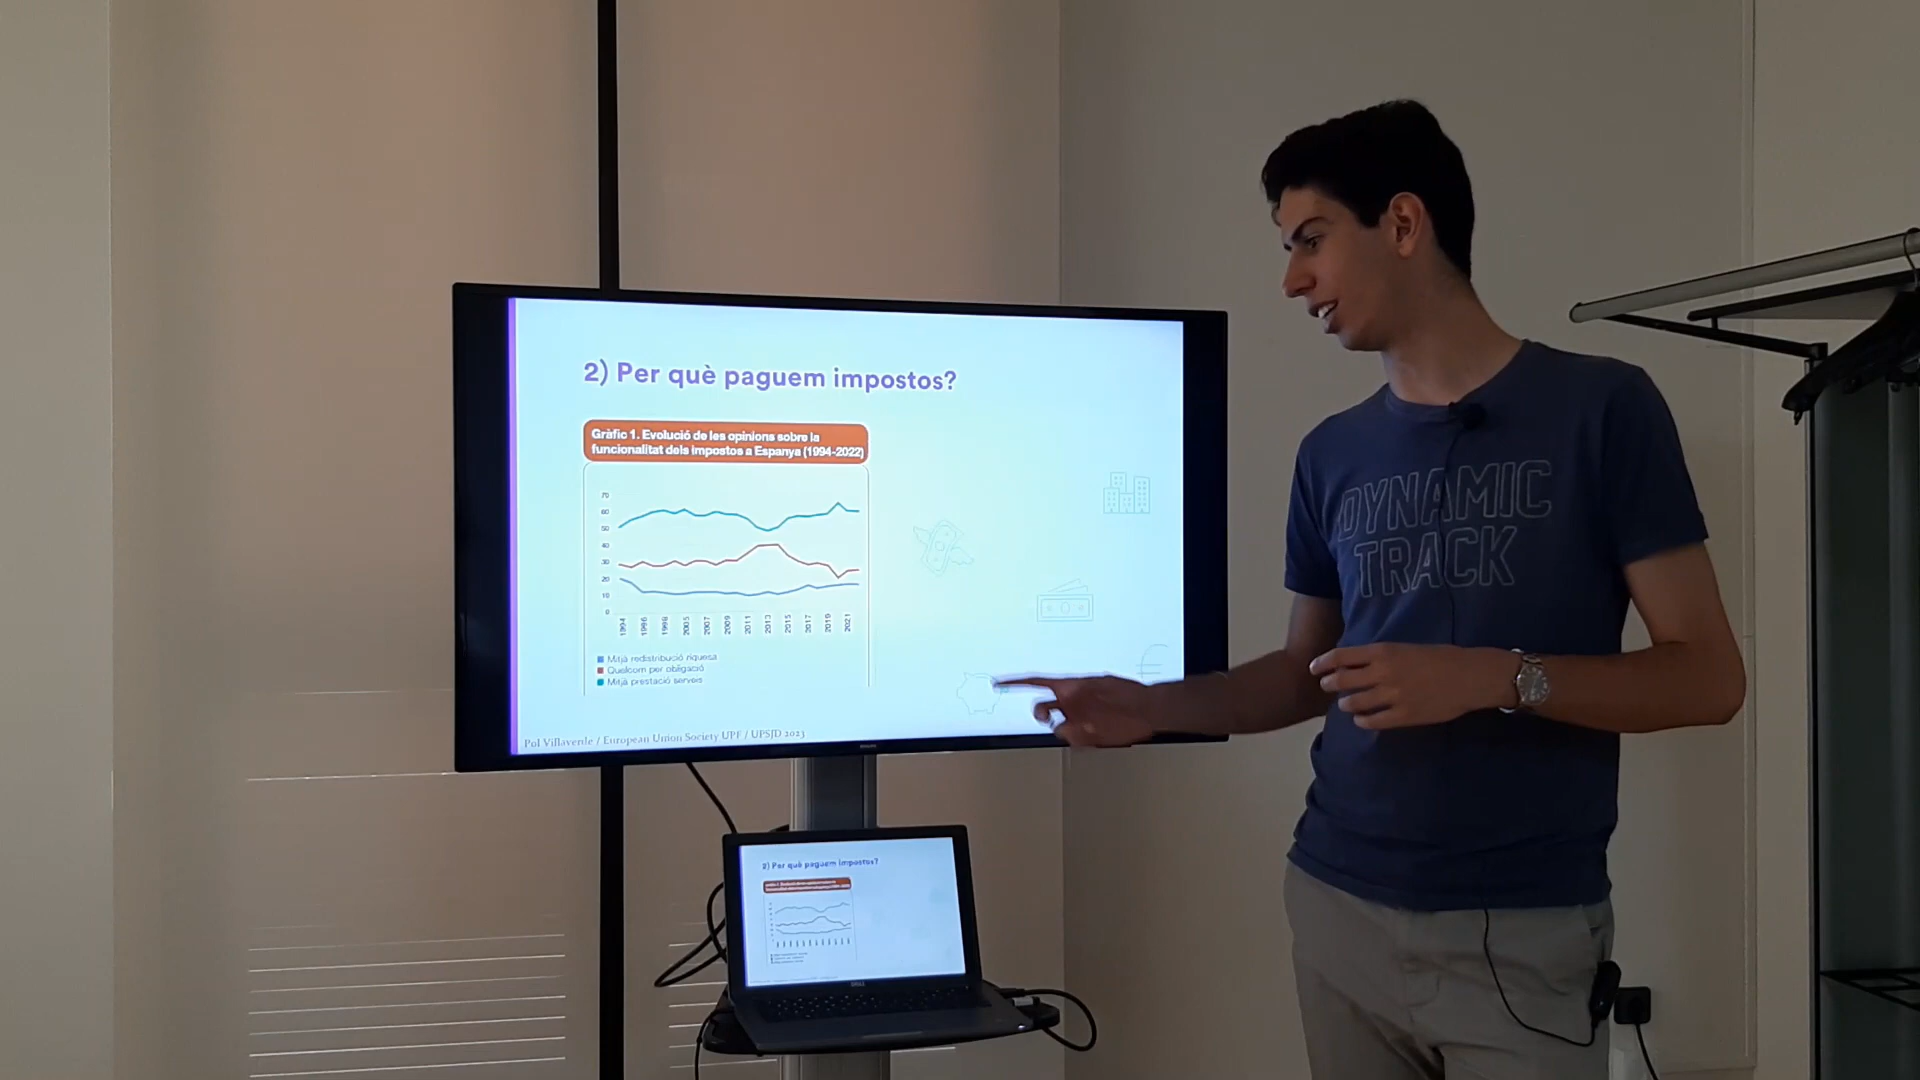 2) Per què paguem impostos?
Gràfic 1. Evolució de les opinions sobre la
funcionalitat dels impostos a Espanya (1994-2022)
70
60
50
40
30
20
10
0
1994
1996
1998
2005
2007
2009
2011
2013
2015
2017
2019
2021
Mitjà redistribució riquesa
Quelcom per obligació
Mitjà prestació serveis
Pol Villaverde / European Union Society UPF / UPSJD 2023
DYNAMIC
TRACK
2) Per què paguem impostos?
DELL